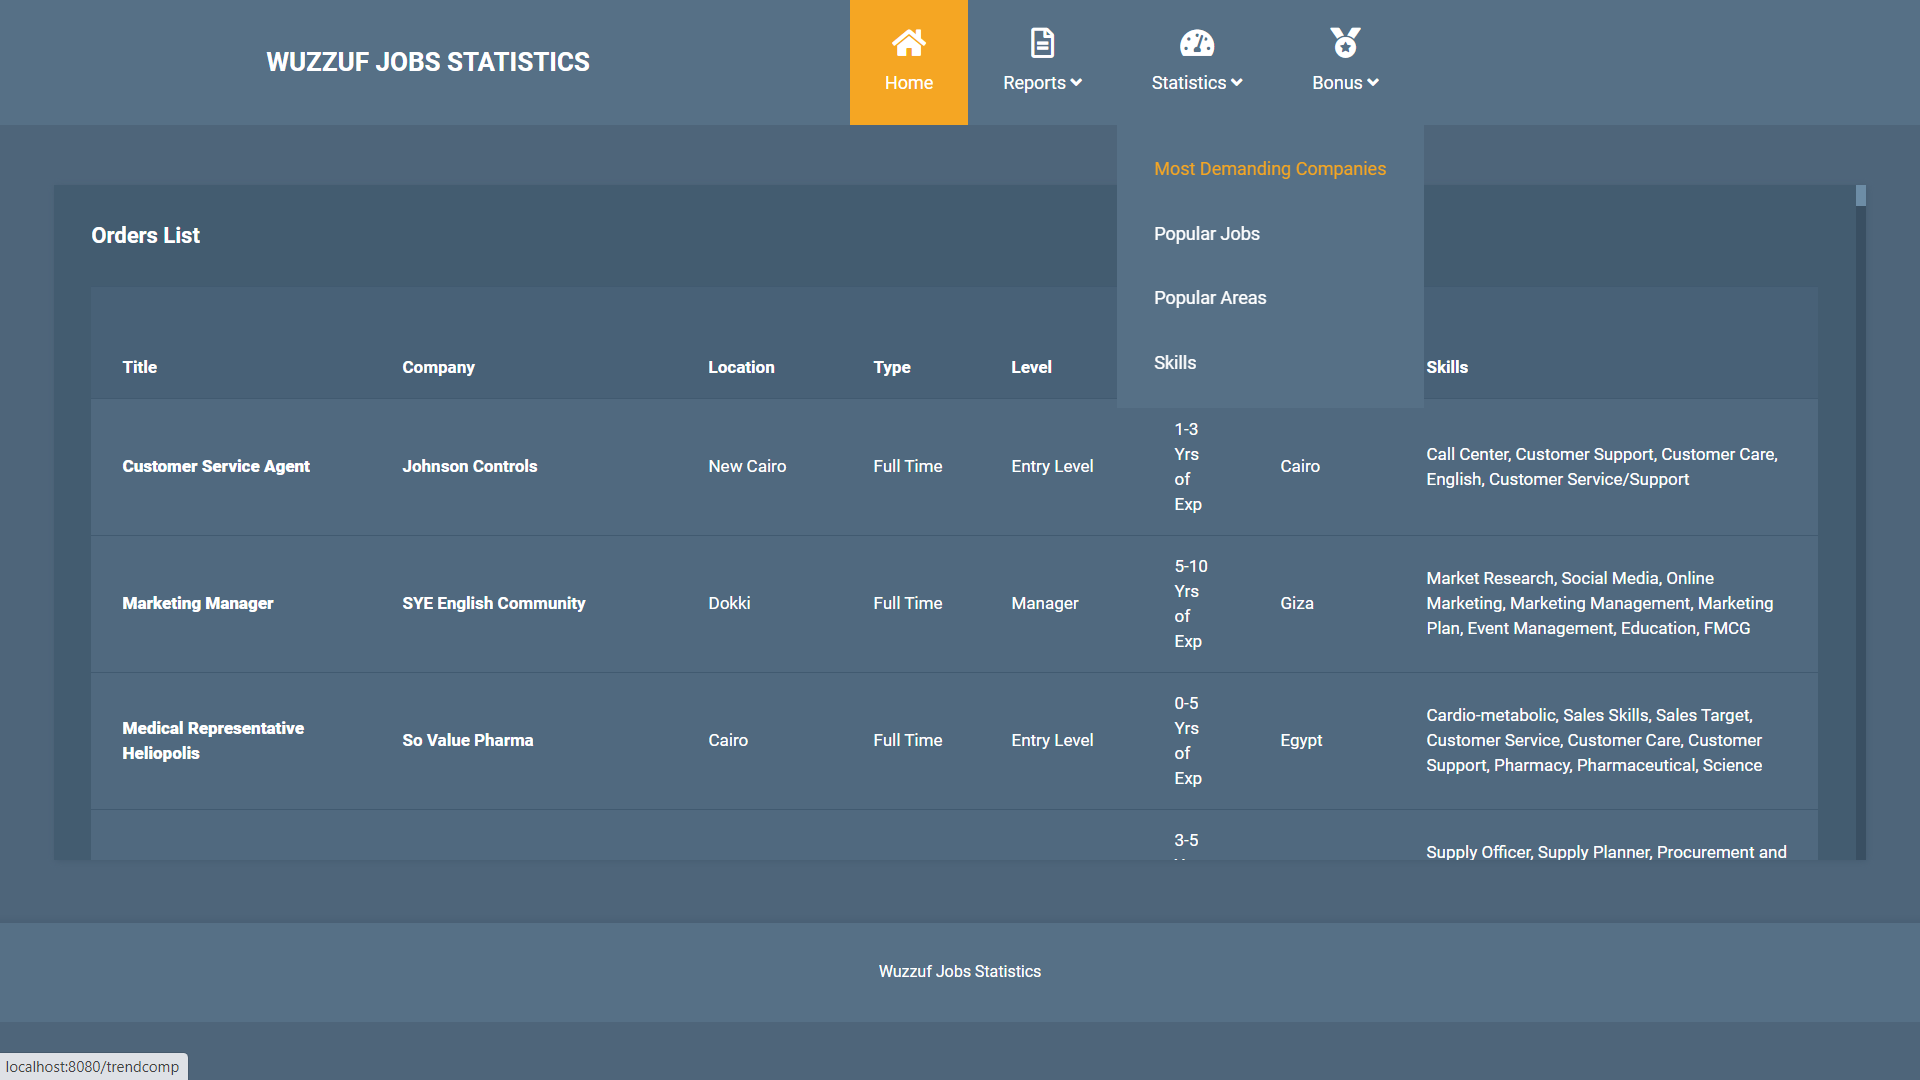 WUZZUF JOBS STATISTICS
Home
Reports
Statistics
Bonus
Most Demanding Companies
Popular Jobs
Popular Areas
Skills
Orders List
Title Company Location Type Level Skills
Customer Service Agent Johnson Controls New Cairo Full Time Entry Level
1-3
Yrs
of
Exp
Cairo
Call Center, Customer Support, Customer Care,
English, Customer Service/Support
Marketing Manager SYE English Community Dokki Full Time Manager
5-10
Yrs
of
Exp
Giza
Market Research, Social Media, Online
Marketing, Marketing Management, Marketing
Plan, Event Management, Education, FMCG
Medical Representative
Heliopolis
So Value Pharma Cairo Full Time Entry Level
0-5
Yrs
of
Exp
Egypt
Cardio-metabolic, Sales Skills, Sales Target,
Customer Service, Customer Care, Customer
Support, Pharmacy, Pharmaceutical, Science
3-5
Supply Officer, Supply Planner, Procurement and
Wuzzuf Jobs Statistics
localhost:8080/trendcomp